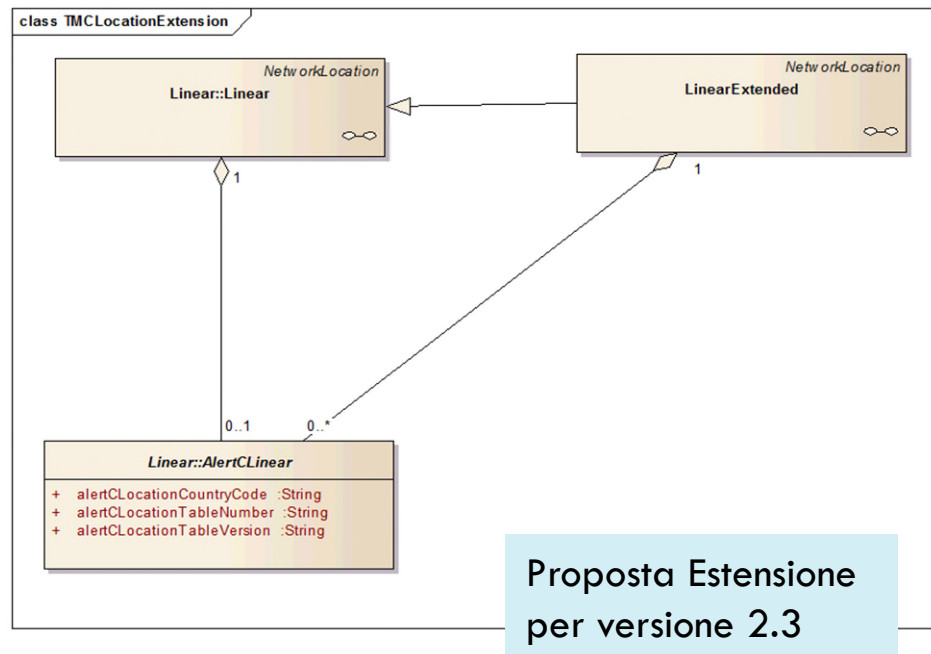 class TMCLocationExtension
NetworkLocation
Linear::Linear
NetworkLocation
LinearExtended
1
1
0..1
0..*
Linear::AlertCLinear
+ alertCLocationCountryCode :String
+ alertCLocationTableNumber :String
+ alertCLocationTableVersion :String
Proposta Estensione
per versione 2.3